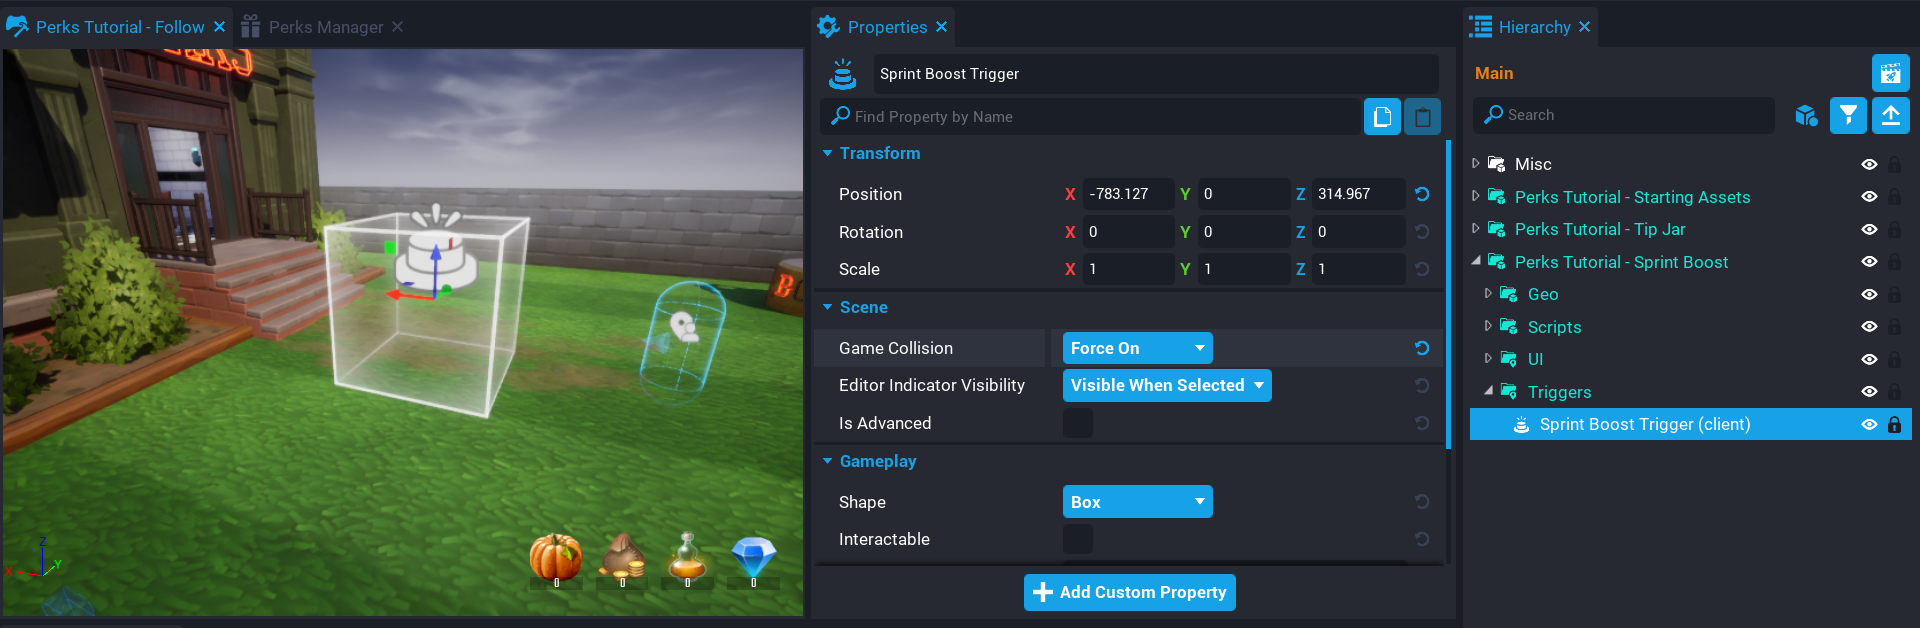 Perks Tutorial - Follow
Perks Manager
Z
Y
X
0
0
0
0
Properties
Sprint Boost Trigger
Find Property by Name
Transform
Position X -783.127 Y 0 Z 314.967
Rotation X 0 Y 0 Z 0
Scale X 1 Y 1 Z 1
Scene
Game Collision Force On
Editor Indicator Visibility Visible When Selected
Is Advanced
Gameplay
Shape Box
Interactable
Add Custom Property
Hierarchy
Main
Search
Misc
Perks Tutorial - Starting Assets
Perks Tutorial - Tip Jar
Perks Tutorial - Sprint Boost
Geo
Scripts
UI
Triggers
Sprint Boost Trigger (client)